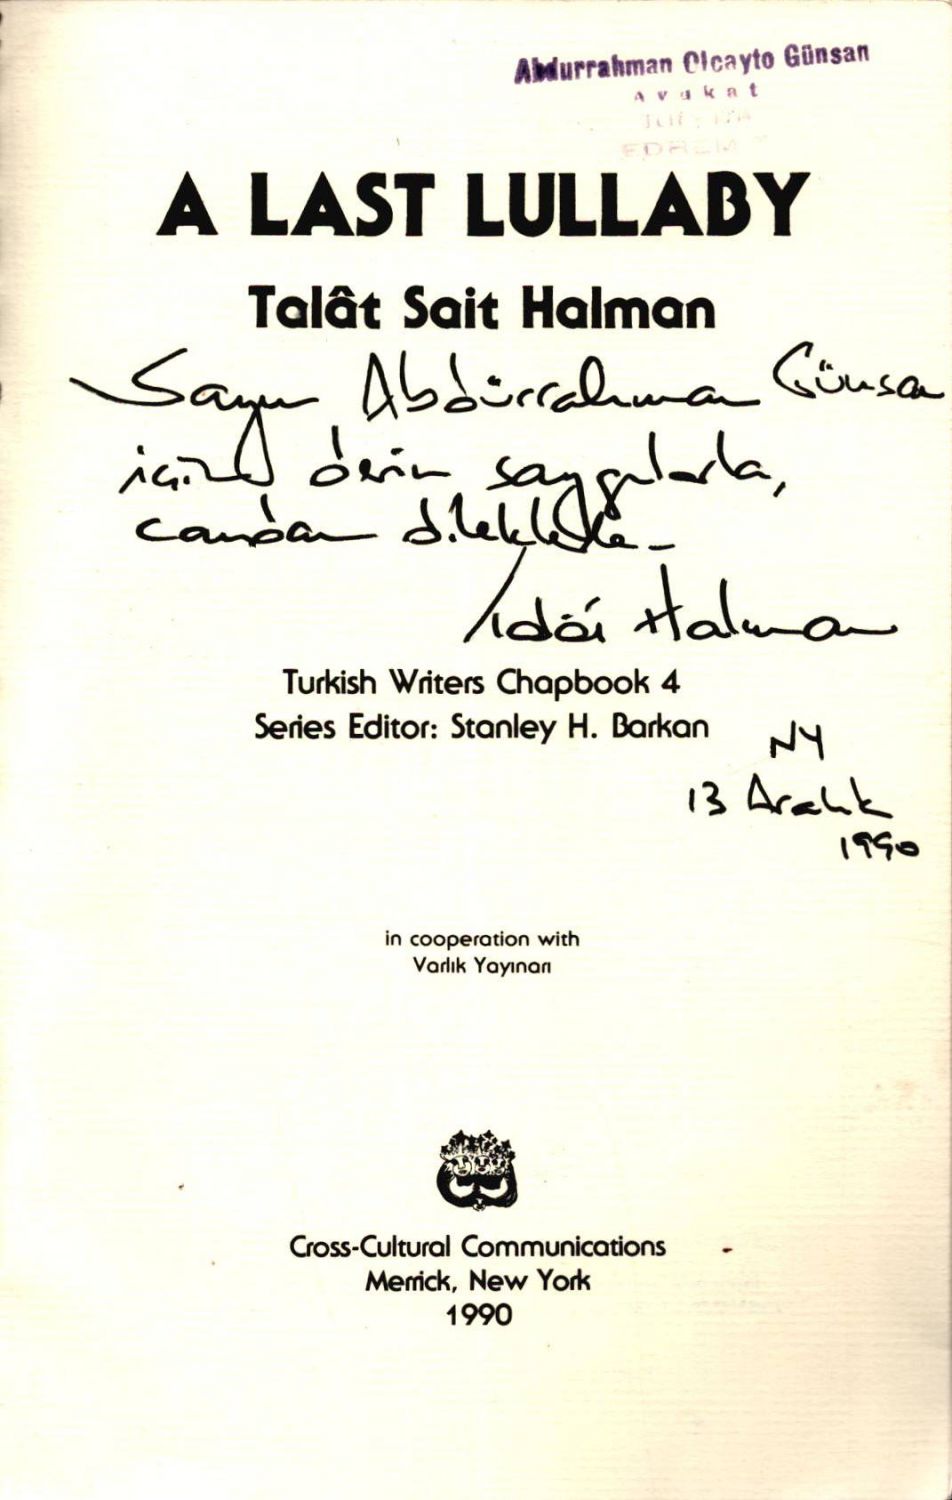 Abdurrahman Olcayto Günsan
Avukat
A LAST LULLABY
Talât Sait Halman
Sayın Abdürrahman Günsan
için derin saygılarla,
candan dileklerle_
Halman
Turkish Writers Chapbook 4
Series Editor: Stanley H. Barkan
NY
13 Aralık
1990
in cooperation with
Varlık Yayınarı
Cross-Cultural Communications
Merrick, New York
1990